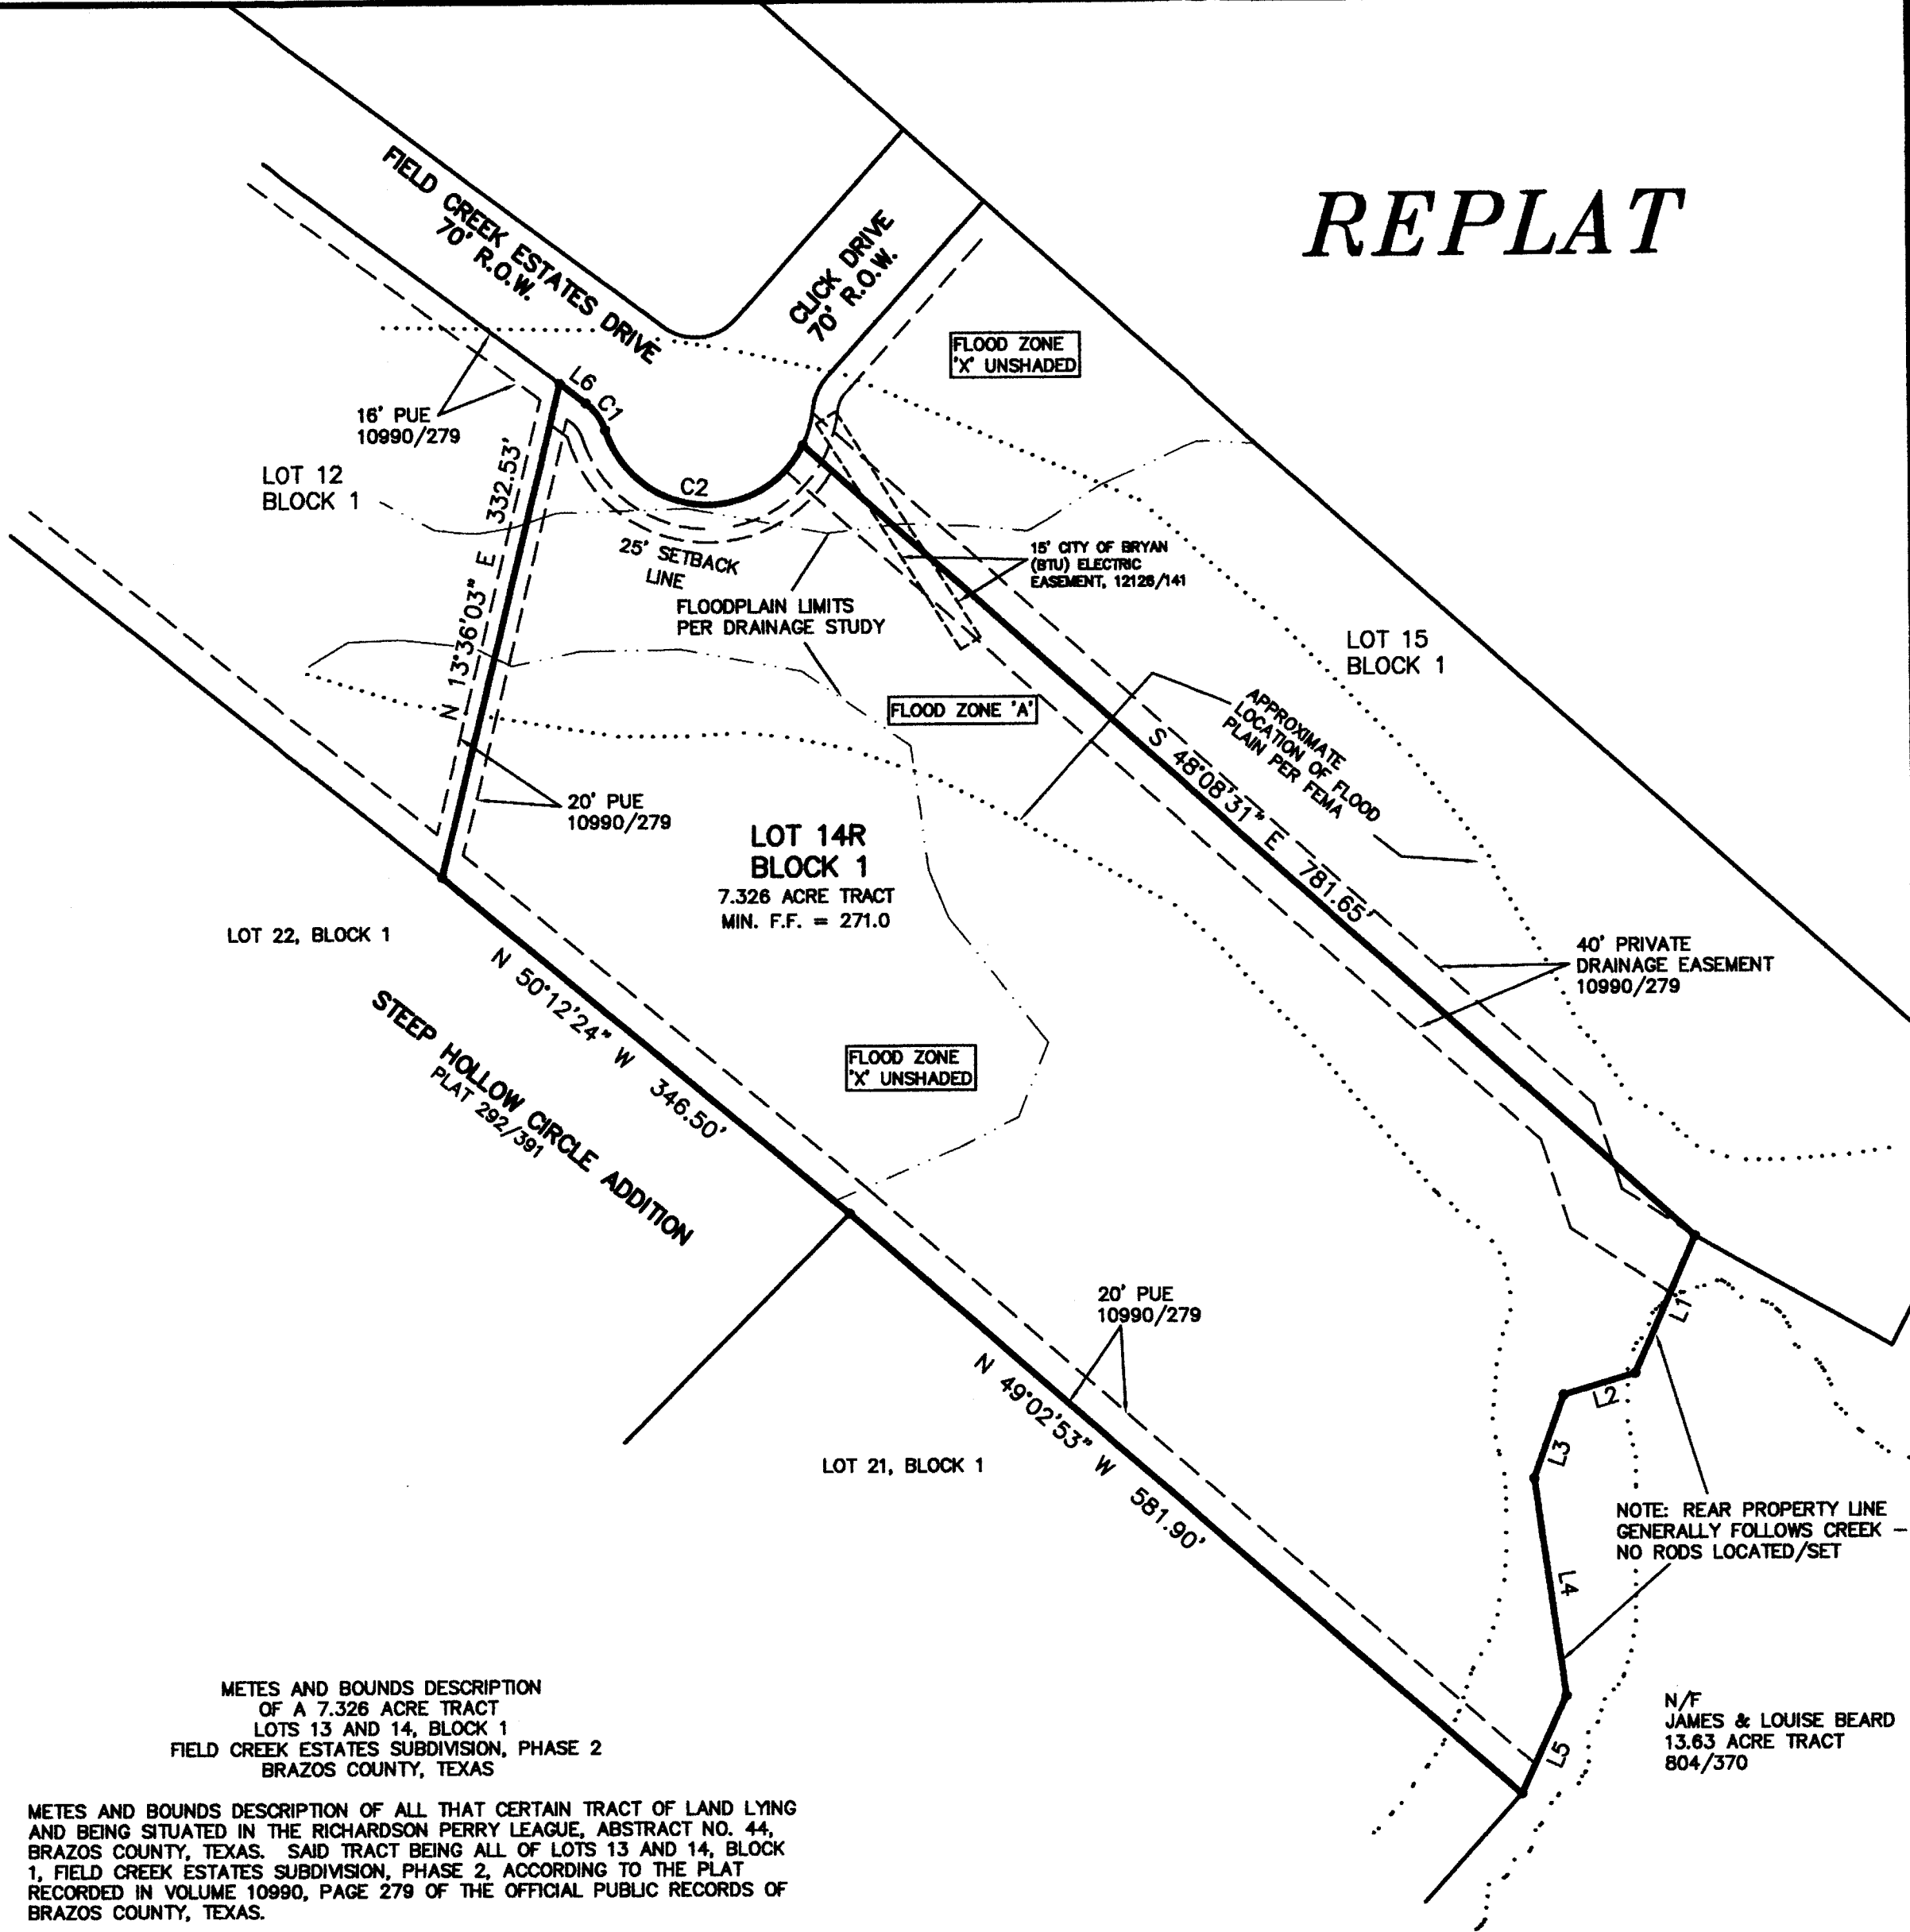 REPLAT
FIELD CREEK ESTATES DRIVE
70' R.O.W.
CLICK DRIVE
70' R.O.W.
FLOOD ZONE
'X' UNSHADED
L6
C1
16' PUE
10990/279
LOT 12
BLOCK 1
N 13°36'03" E 332.53'
C2
25' SETBACK
LINE
15' CITY OF BRYAN
(BTU) ELECTRIC
EASEMENT, 12126/141
FLOODPLAIN LIMITS
PER DRAINAGE STUDY
LOT 15
BLOCK 1
FLOOD ZONE 'A'
APPROXIMATE
LOCATION OF FLOOD
PLAIN PER FEMA
S 48°08'31" E 781.65'
20' PUE
10990/279
LOT 14R
BLOCK 1
7.326 ACRE TRACT
MIN. F.F. = 271.0
LOT 22, BLOCK 1
40' PRIVATE
DRAINAGE EASEMENT
10990/279
N 50°12'24" W 346.50'
STEEP HOLLOW CIRCLE ADDITION
PLAT 292/391
FLOOD ZONE
'X' UNSHADED
20' PUE
10990/279
L1
L2
L3
N 49°02'53" W 581.90'
LOT 21, BLOCK 1
NOTE: REAR PROPERTY LINE
GENERALLY FOLLOWS CREEK –
NO RODS LOCATED/SET
L4
L5
N/F
JAMES & LOUISE BEARD
13.63 ACRE TRACT
804/370
METES AND BOUNDS DESCRIPTION
OF A 7.326 ACRE TRACT
LOTS 13 AND 14, BLOCK 1
FIELD CREEK ESTATES SUBDIVISION, PHASE 2
BRAZOS COUNTY, TEXAS
METES AND BOUNDS DESCRIPTION OF ALL THAT CERTAIN TRACT OF LAND LYING
AND BEING SITUATED IN THE RICHARDSON PERRY LEAGUE, ABSTRACT NO. 44,
BRAZOS COUNTY, TEXAS. SAID TRACT BEING ALL OF LOTS 13 AND 14, BLOCK
1, FIELD CREEK ESTATES SUBDIVISION, PHASE 2, ACCORDING TO THE PLAT
RECORDED IN VOLUME 10990, PAGE 279 OF THE OFFICIAL PUBLIC RECORDS OF
BRAZOS COUNTY, TEXAS.